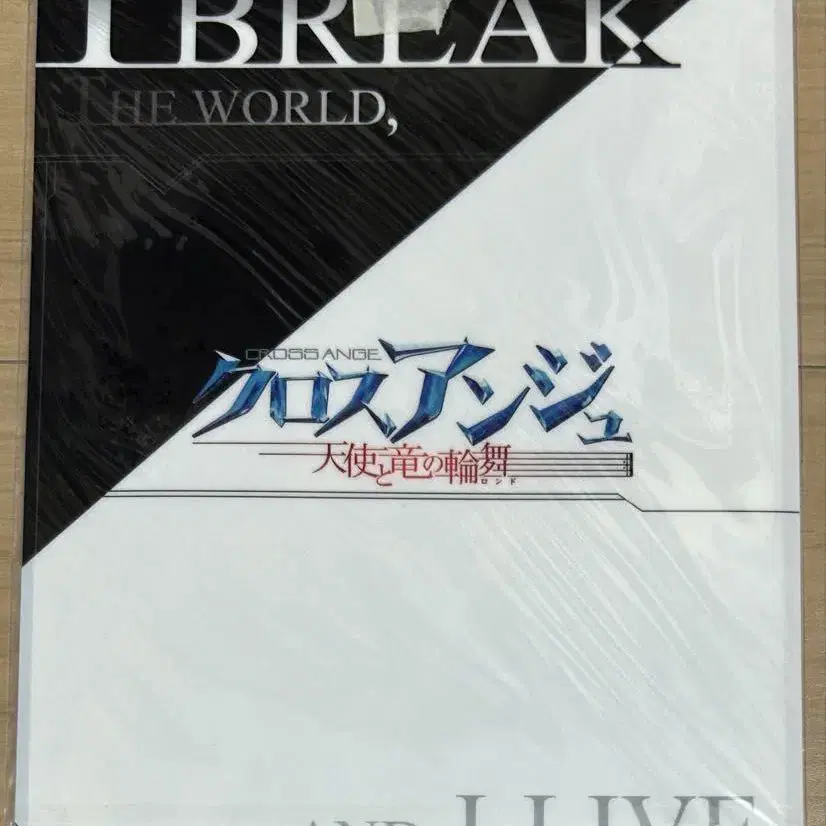 I BREAK
THE WORLD,
CROSS ANGE
クロスアンジュ
天使と竜の輪舞
ロンド
AND I LIVE